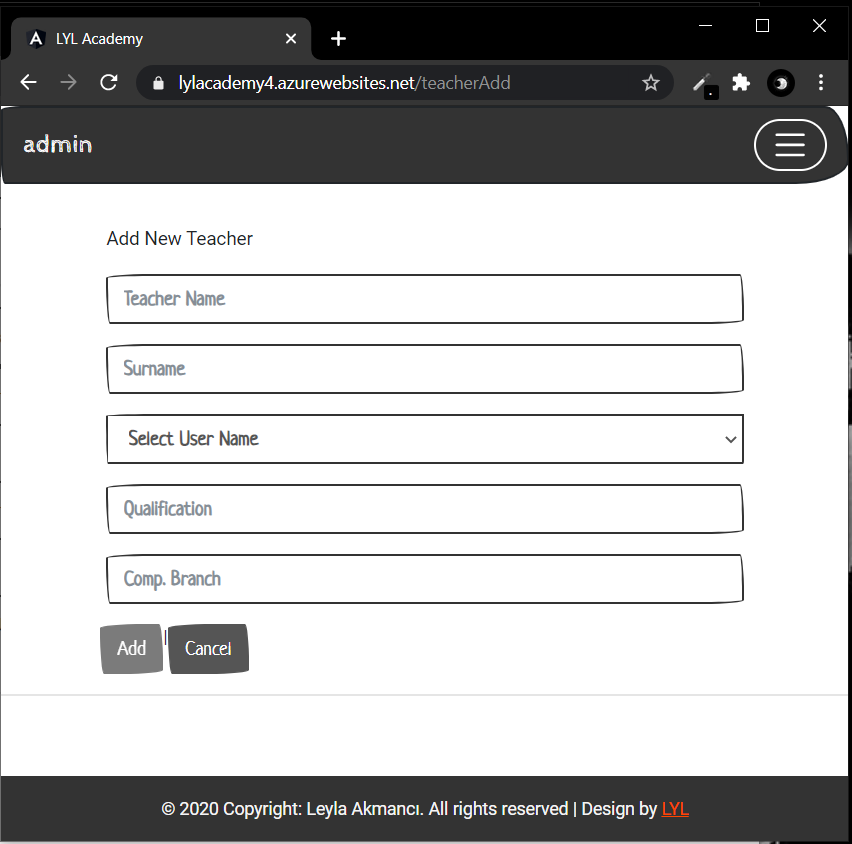 LYL Academy
lylacademy4.azurewebsites.net/teacherAdd
admin
Add New Teacher
Teacher Name
Surname
Select User Name
Qualification
Comp. Branch
Add | Cancel
© 2020 Copyright: Leyla Akmancı. All rights reserved | Design by LYL